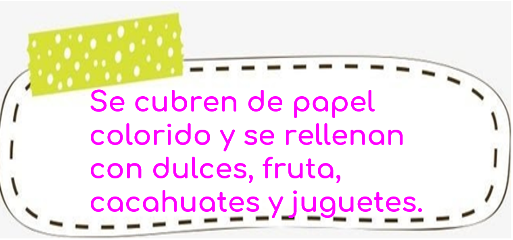 Se cubren de papel
colorido y se rellenan
con dulces, fruta,
cacahuates y juguetes.